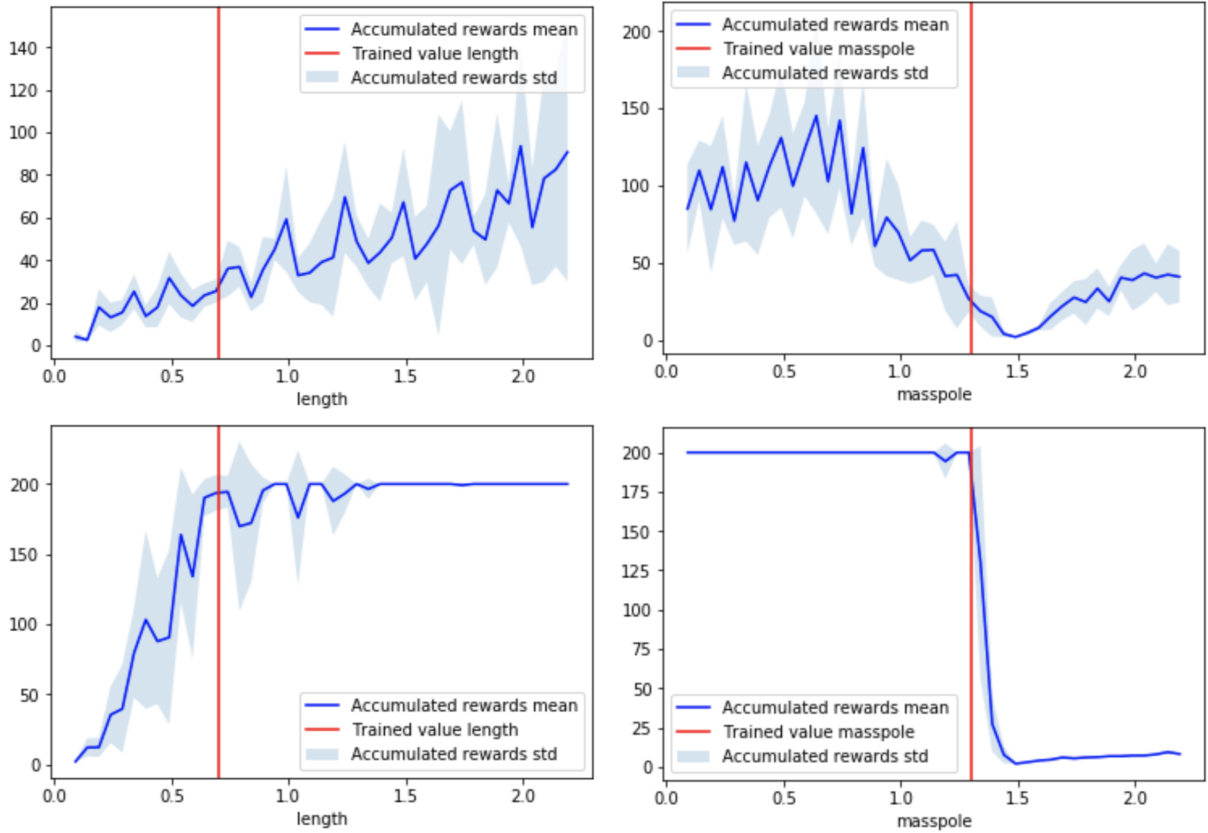 140
120
100
80
60
40
20
0
Accumulated rewards mean
Trained value length
Accumulated rewards std
0.0 0.5 1.0 1.5 2.0
length
200
150
100
50
0
Accumulated rewards mean
Trained value masspole
Accumulated rewards std
0.0 0.5 1.0 1.5 2.0
masspole
200
150
100
50
0
Accumulated rewards mean
Trained value length
Accumulated rewards std
0.0 0.5 1.0 1.5 2.0
length
200
175
150
125
100
75
50
25
0
Accumulated rewards mean
Trained value masspole
Accumulated rewards std
0.0 0.5 1.0 1.5 2.0
masspole